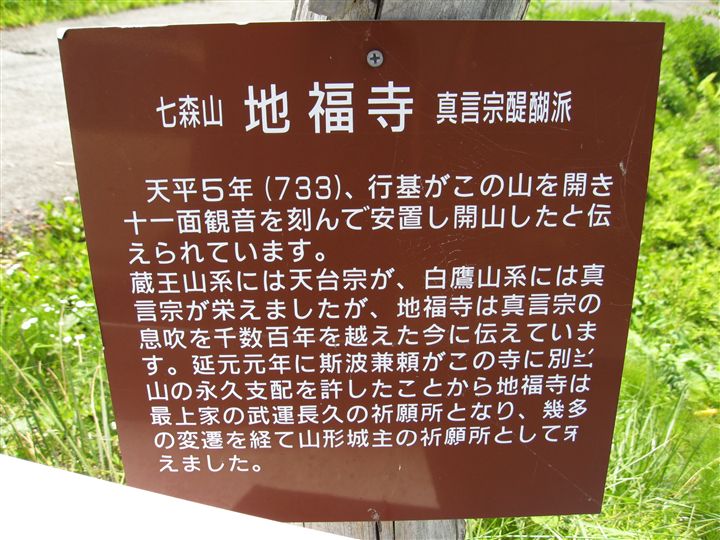 七森山 地福寺 真言宗醍醐派
天平5年(733)、行基がこの山を開き
十一面観音を刻んで安置し開山したと伝
えられています。
蔵王山系には天台宗が、白鷹山系には真
言宗が栄えましたが、地福寺は真言宗の
息吹を千数百年を越えた今に伝えていま
す。延元元年に斯波兼頼がこの寺に別
山の永久支配を許したことから地福寺は
最上家の武運長久の祈願所となり、幾多
の変遷を経て山形城主の祈願所として
えました。